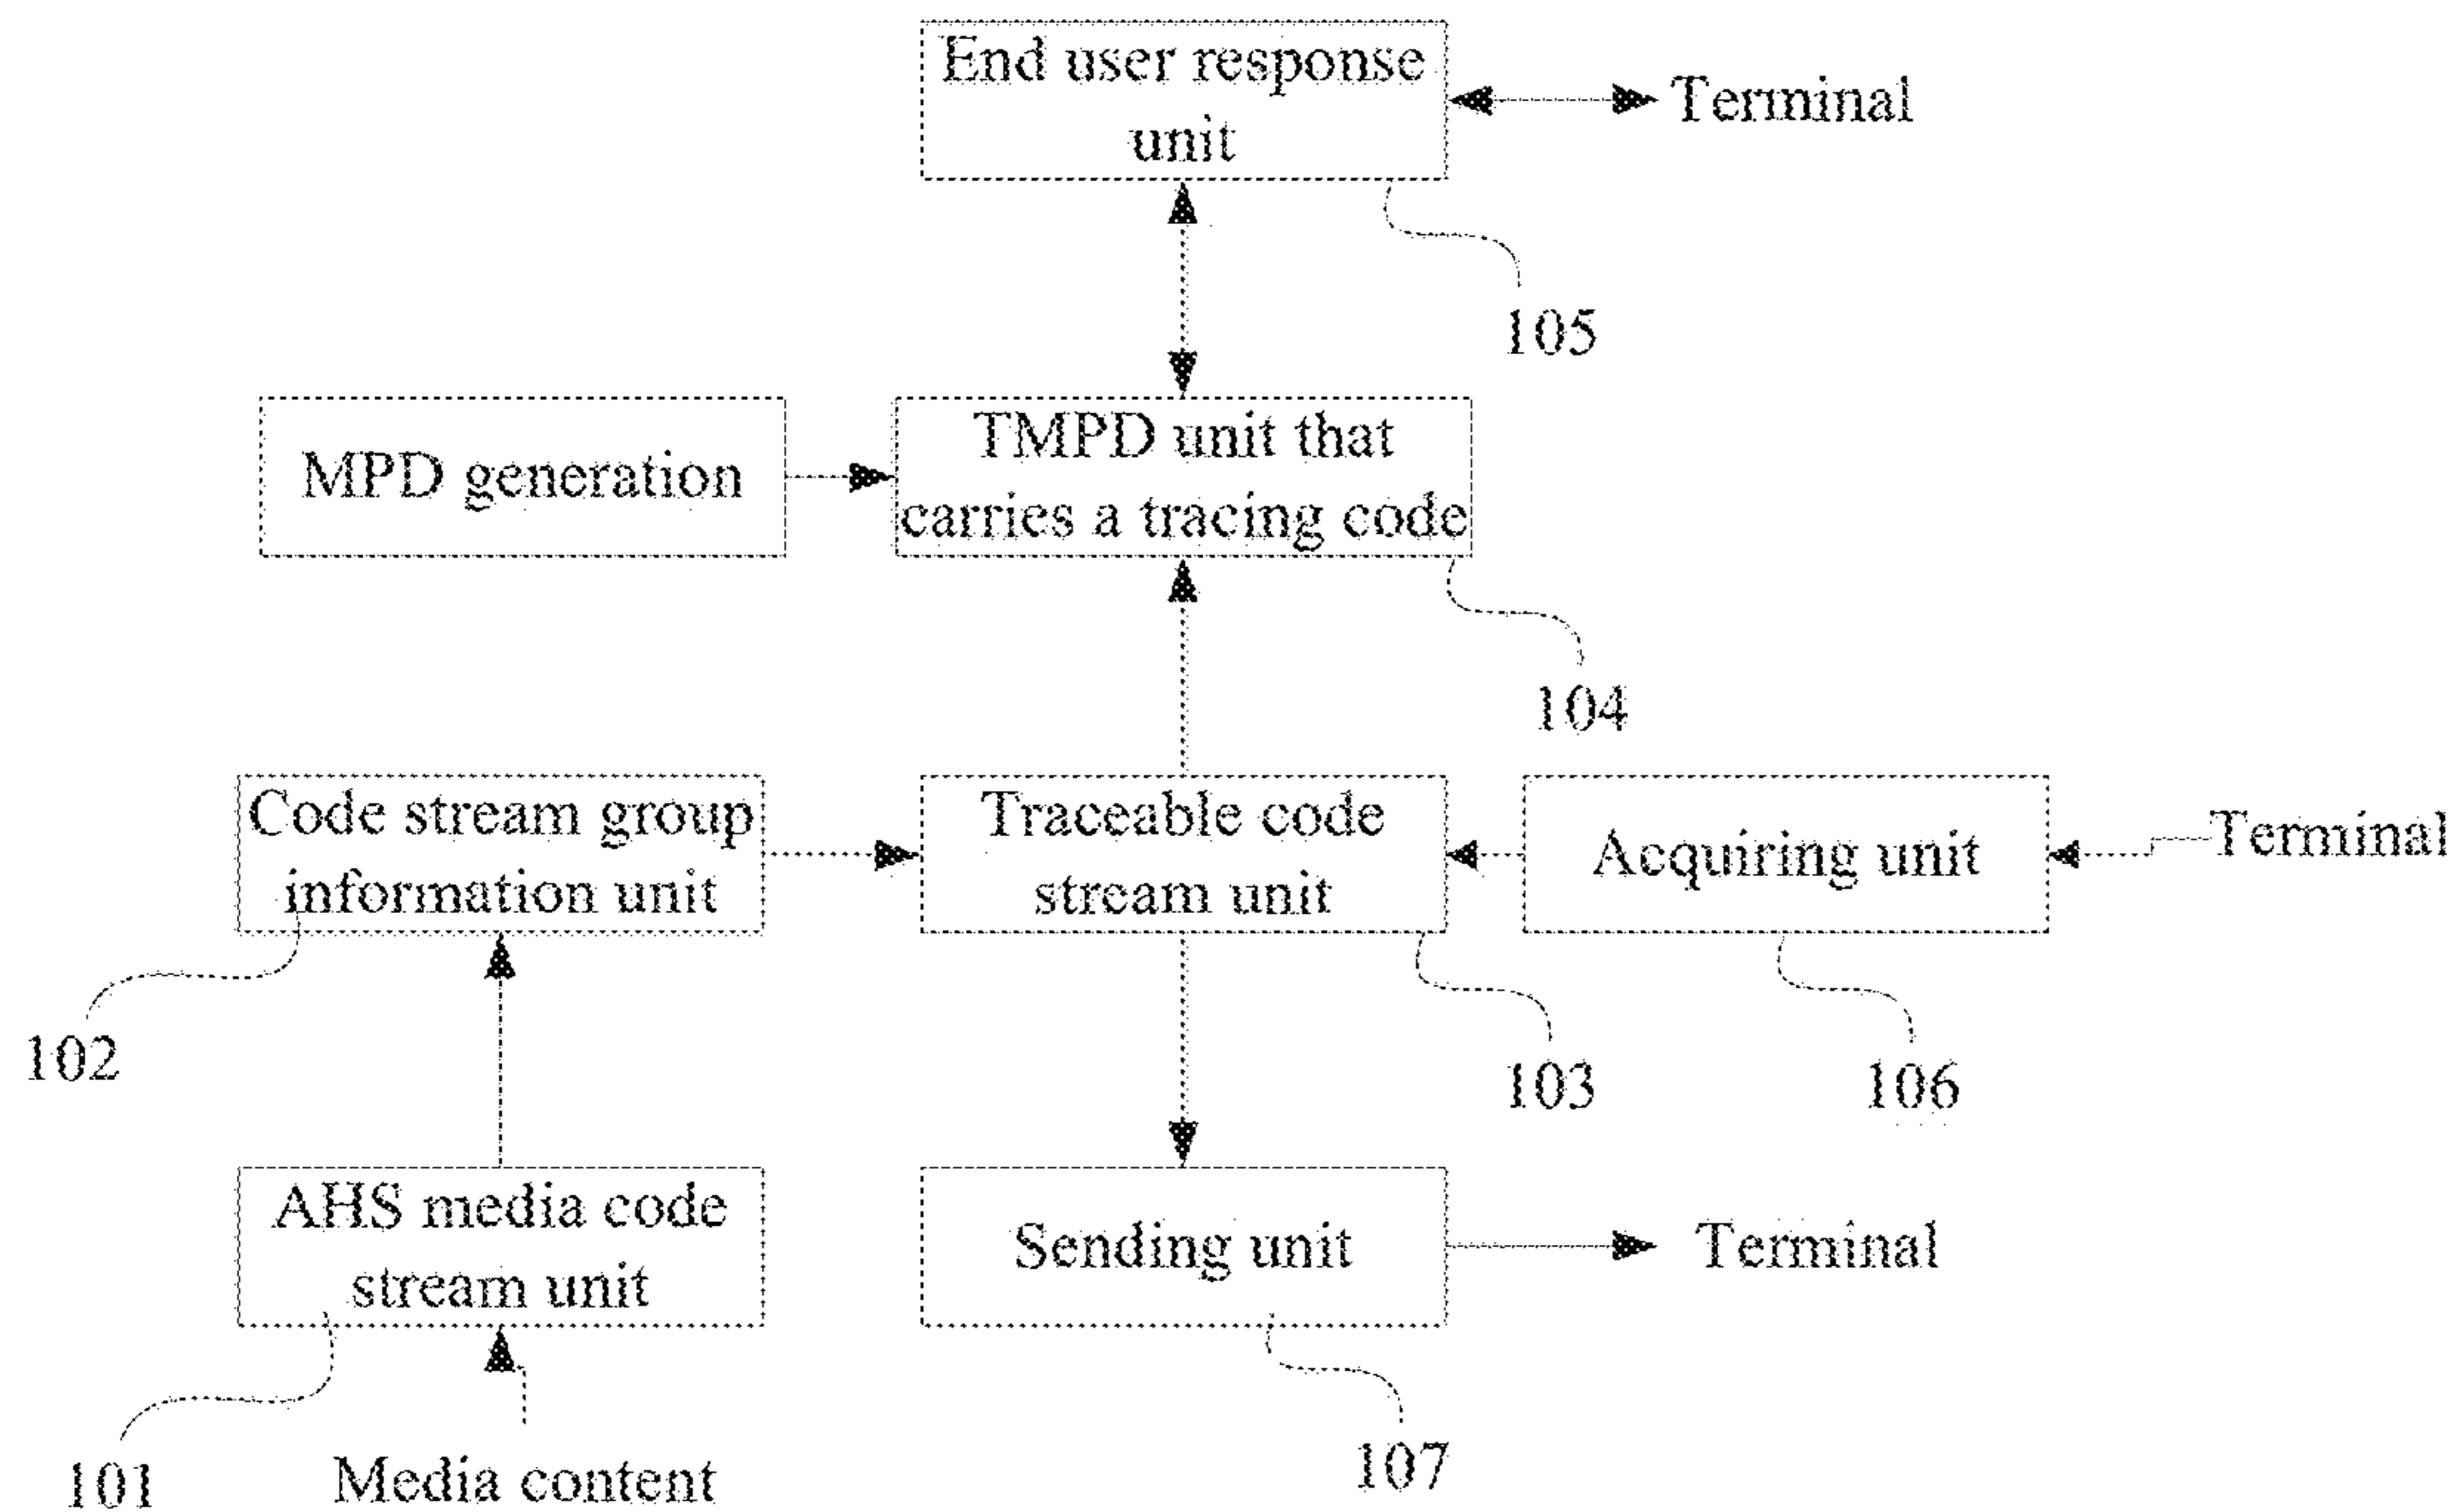 End user response
unit
Terminal
105
MPD generation
TMPD unit that
carries a tracing code
104
Code stream group
information unit
Traceable code
stream unit
Acquiring unit
Terminal
102
103
106
AHS media code
stream unit
Sending unit
Terminal
101
Media content
107